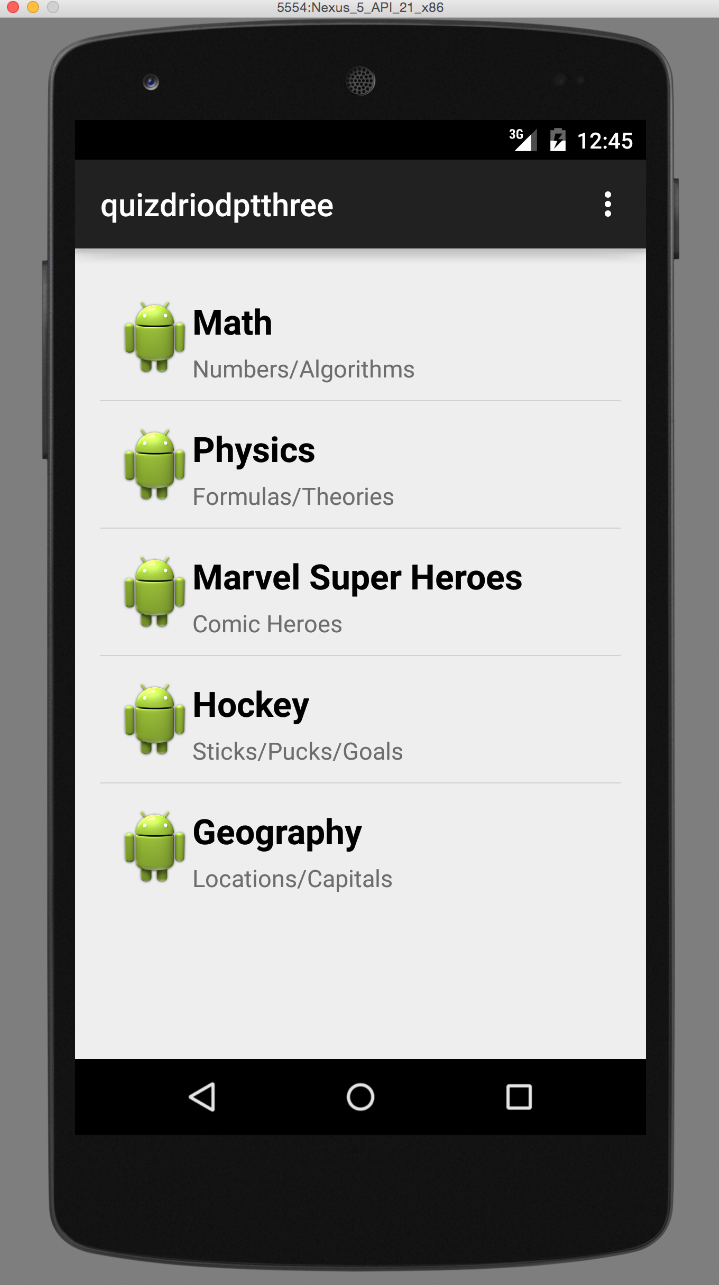 5554:Nexus_5_API_21_x86
3G 12:45
quizdriodptthree
Math
Numbers/Algorithms
Physics
Formulas/Theories
Marvel Super Heroes
Comic Heroes
Hockey
Sticks/Pucks/Goals
Geography
Locations/Capitals